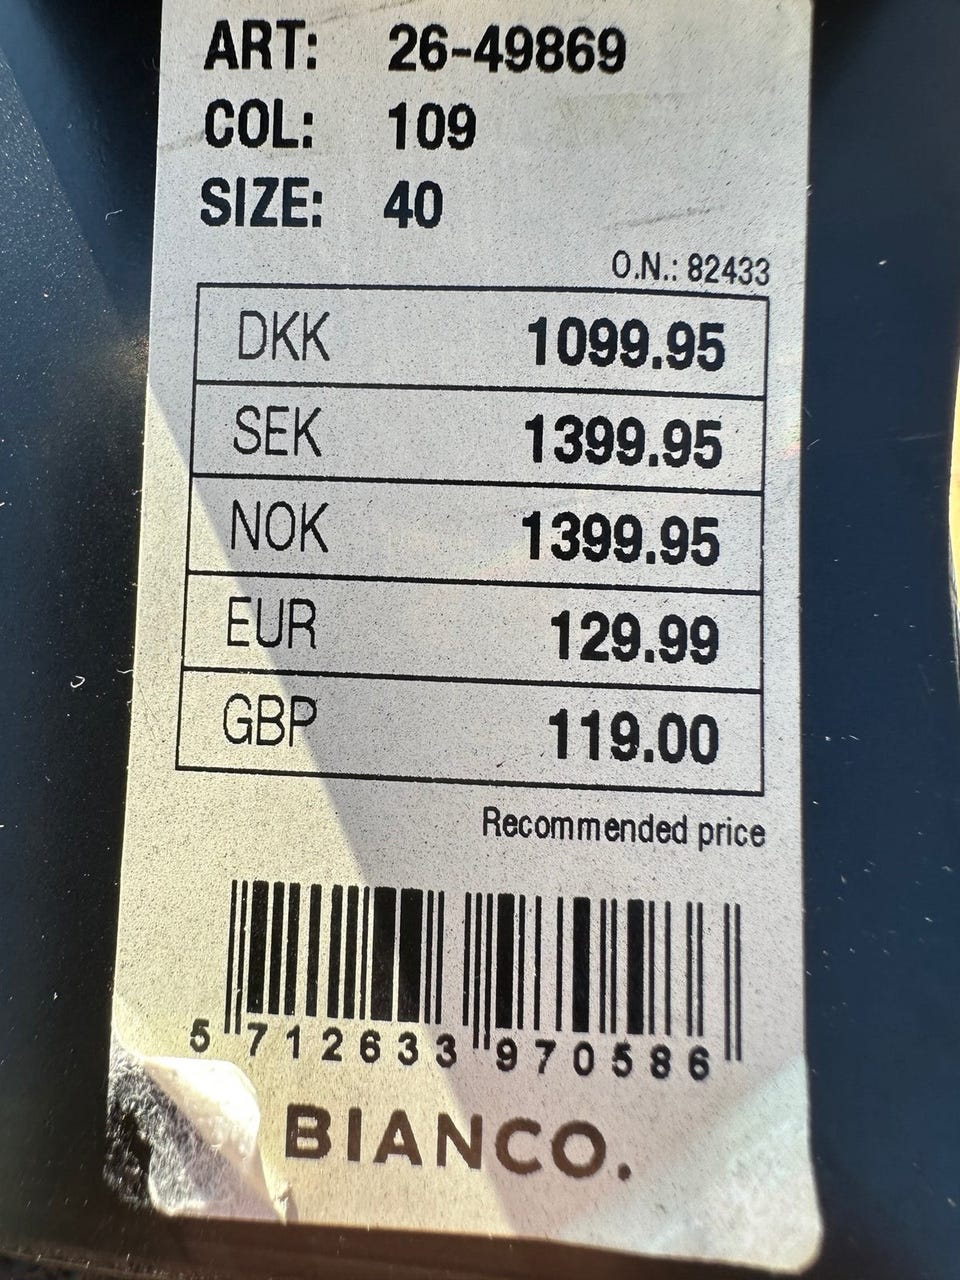 ART: 26-49869
COL: 109
SIZE: 40
O.N.: 82433
DKK 1099.95
SEK 1399.95
NOK 1399.95
EUR 129.99
GBP 119.00
Recommended price
5 712633 970586
BIANCO.